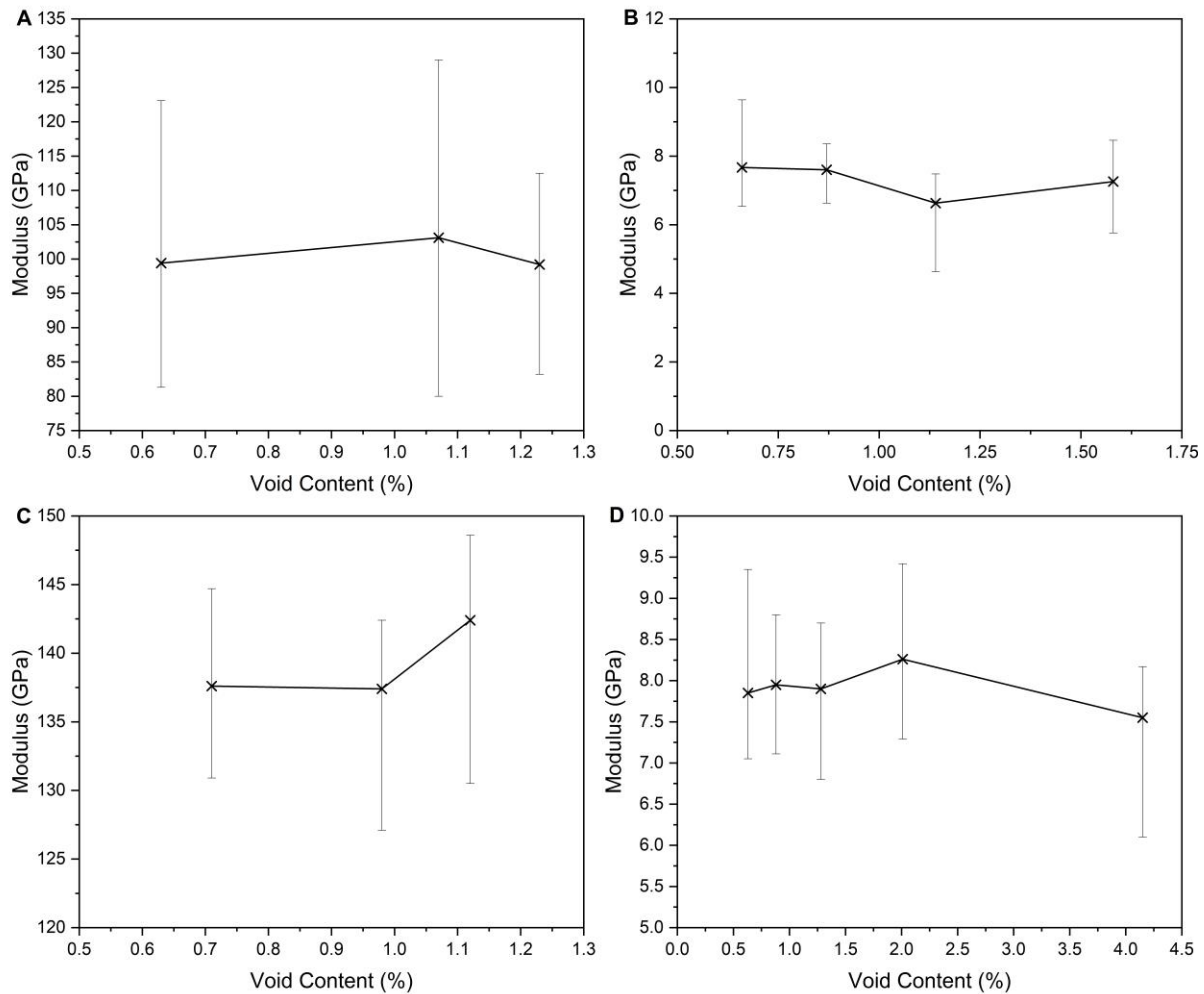 A
135
130
125
120
115
110
105
100
95
90
85
80
75
Modulus (GPa)
0.5 0.6 0.7 0.8 0.9 1.0 1.1 1.2 1.3
Void Content (%)
B
12
10
8
6
4
2
0
Modulus (GPa)
0.50 0.75 1.00 1.25 1.50 1.75
Void Content (%)
C
150
145
140
135
130
125
120
Modulus (GPa)
0.5 0.6 0.7 0.8 0.9 1.0 1.1 1.2 1.3
Void Content (%)
D
10.0
9.5
9.0
8.5
8.0
7.5
7.0
6.5
6.0
5.5
5.0
Modulus (GPa)
0.0 0.5 1.0 1.5 2.0 2.5 3.0 3.5 4.0 4.5
Void Content (%)